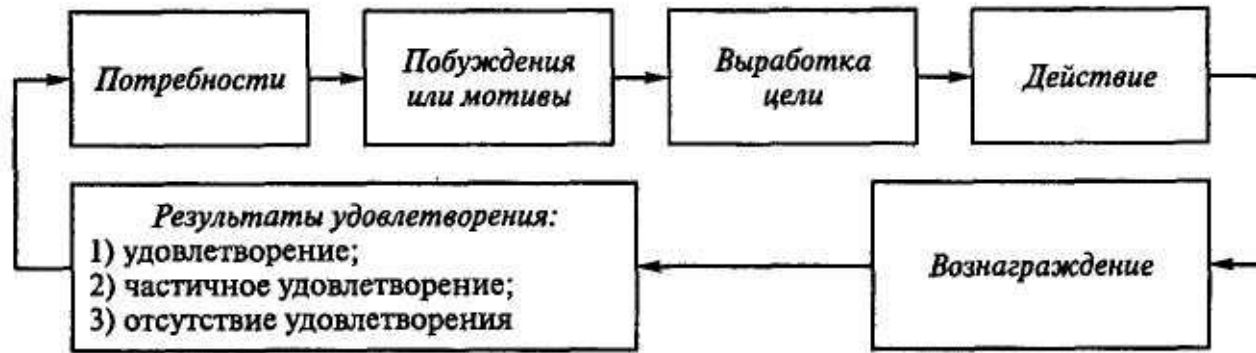 Потребности
Побуждения
или мотивы
Выработка
цели
Действие
Результаты удовлетворения:
1) удовлетворение;
2) частичное удовлетворение;
3) отсутствие удовлетворения
Вознаграждение